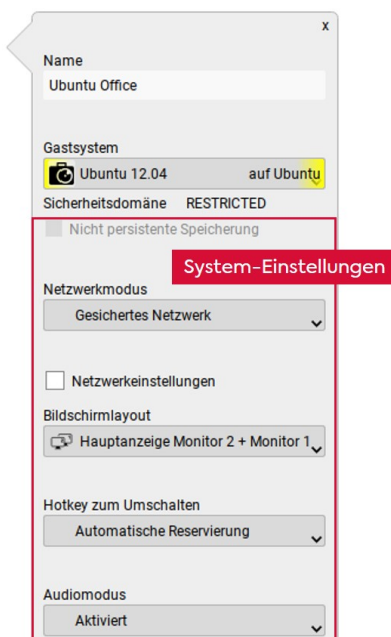 x
Name
Ubuntu Office
Gastsystem
Ubuntu 12.04 auf Ubuntu
Sicherheitsdomäne RESTRICTED
Nicht persistente Speicherung
System-Einstellungen
Netzwerkmodus
Gesichertes Netzwerk
Netzwerkeinstellungen
Bildschirmlayout
Hauptanzeige Monitor 2 + Monitor 1
Hotkey zum Umschalten
Automatische Reservierung
Audiomodus
Aktiviert